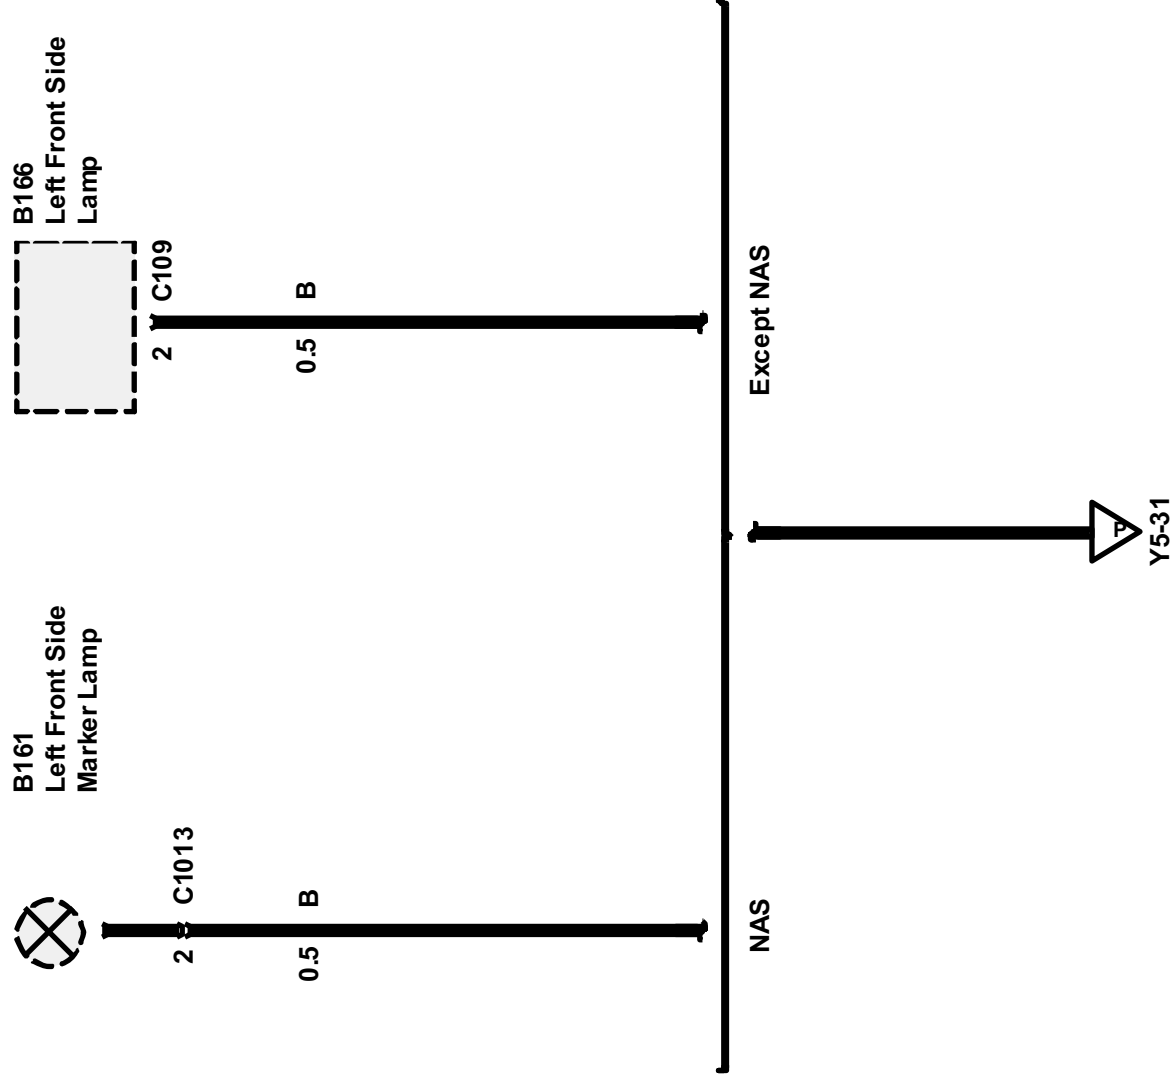 B161
Left Front Side
Marker Lamp
2
C1013
0.5
B
NAS
B166
Left Front Side
Lamp
2
C109
0.5
B
Except NAS
P
Y5-31